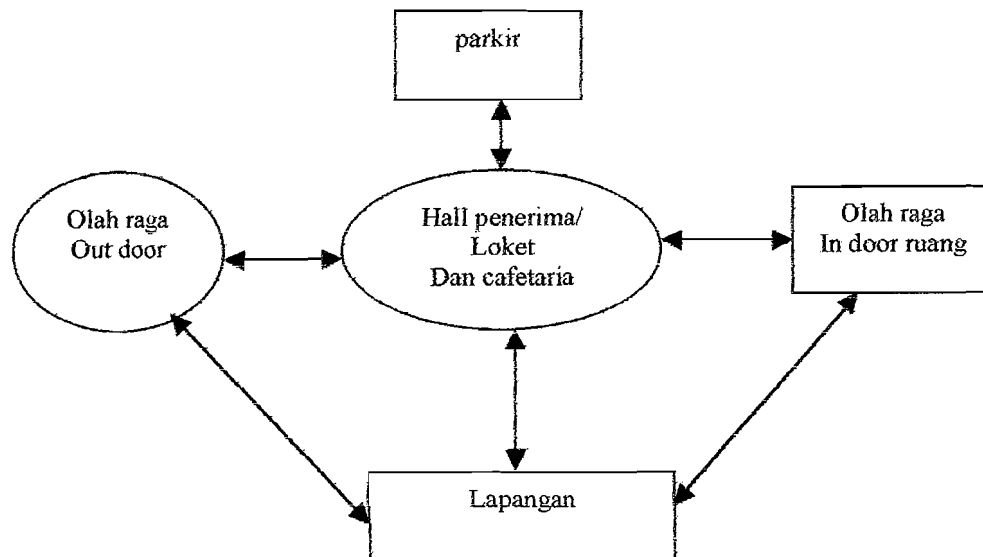 parkir
Olah raga
Out door
Hall penerima/
Loket
Dan cafetaria
Olah raga
In door ruang
Lapangan